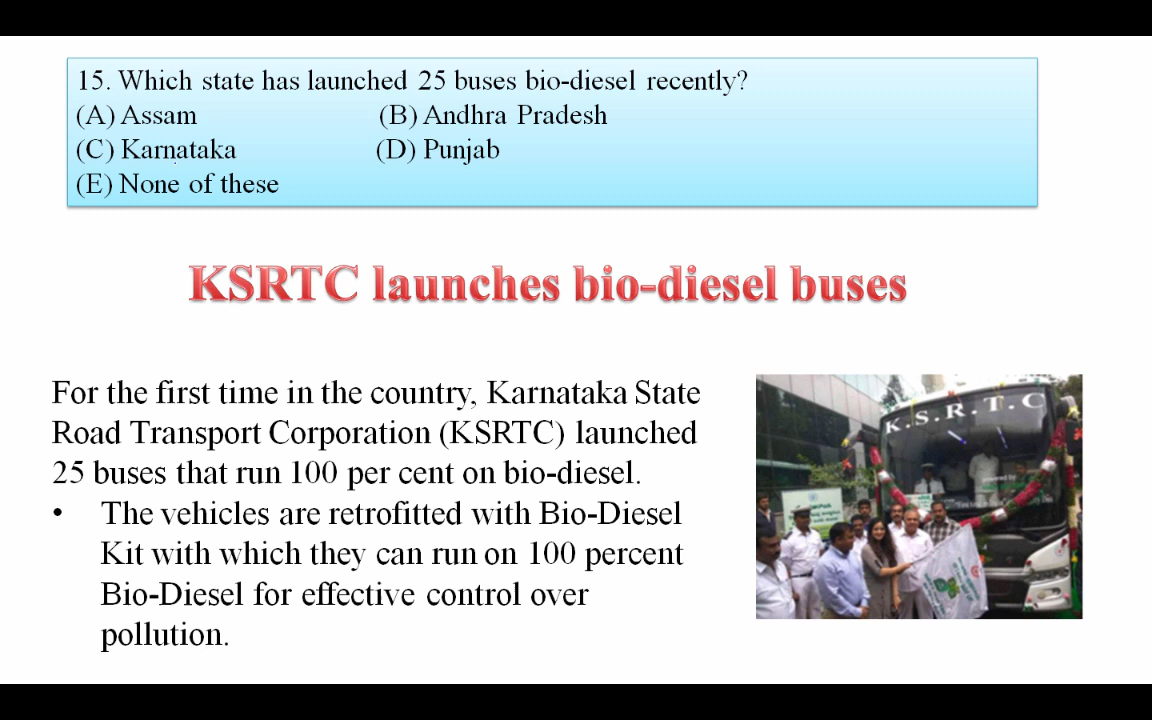 15. Which state has launched 25 buses bio-diesel recently?
(A) Assam (B) Andhra Pradesh
(C) Karnataka (D) Punjab
(E) None of these
KSRTC launches bio-diesel buses
For the first time in the country, Karnataka State
Road Transport Corporation (KSRTC) launched
25 buses that run 100 per cent on bio-diesel.
• The vehicles are retrofitted with Bio-Diesel
Kit with which they can run on 100 percent
Bio-Diesel for effective control over
pollution.
K.S.R.T.C